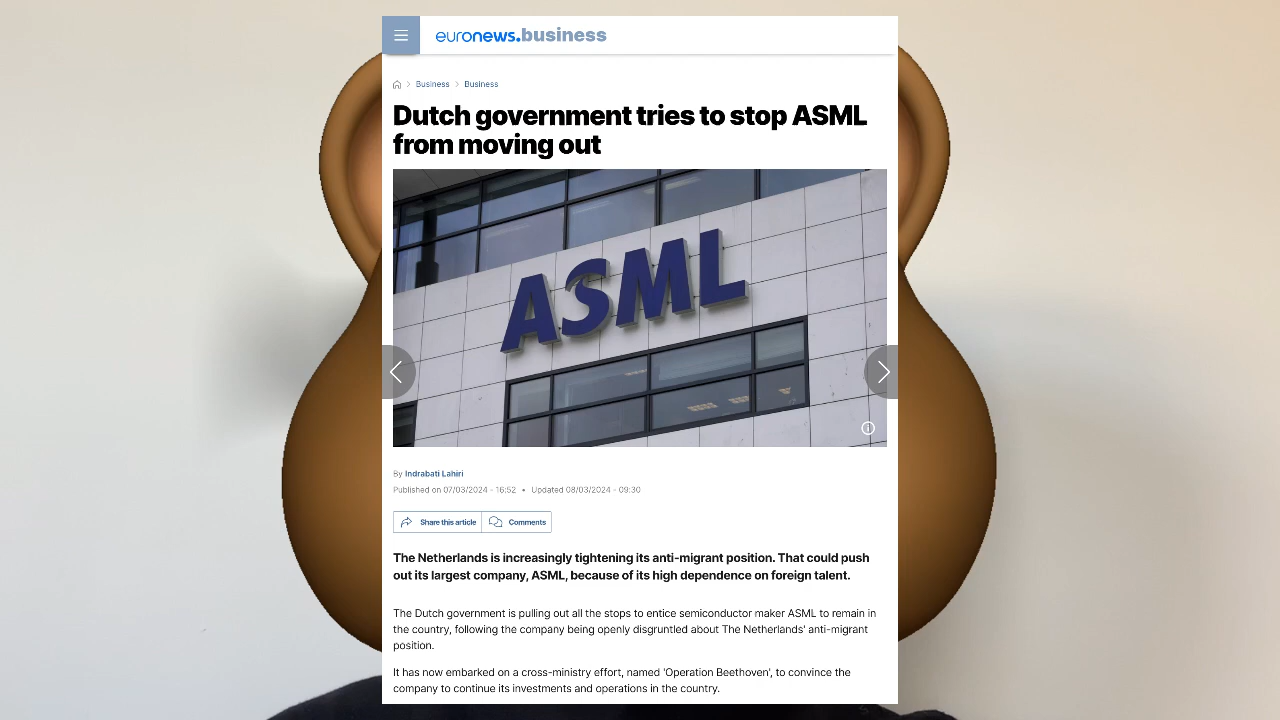 euronews.business
Business
Business
Dutch government tries to stop ASML
from moving out
ASML
By Indrabati Lahiri
Published on 07/03/2024 - 16:52 • Updated 08/03/2024 - 09:30
Share this article
Comments
The Netherlands is increasingly tightening its anti-migrant position. That could push
out its largest company, ASML, because of its high dependence on foreign talent.
The Dutch government is pulling out all the stops to entice semiconductor maker ASML to remain in
the country, following the company being openly disgruntled about The Netherlands' anti-migrant
position.
It has now embarked on a cross-ministry effort, named 'Operation Beethoven', to convince the
company to continue its investments and operations in the country.